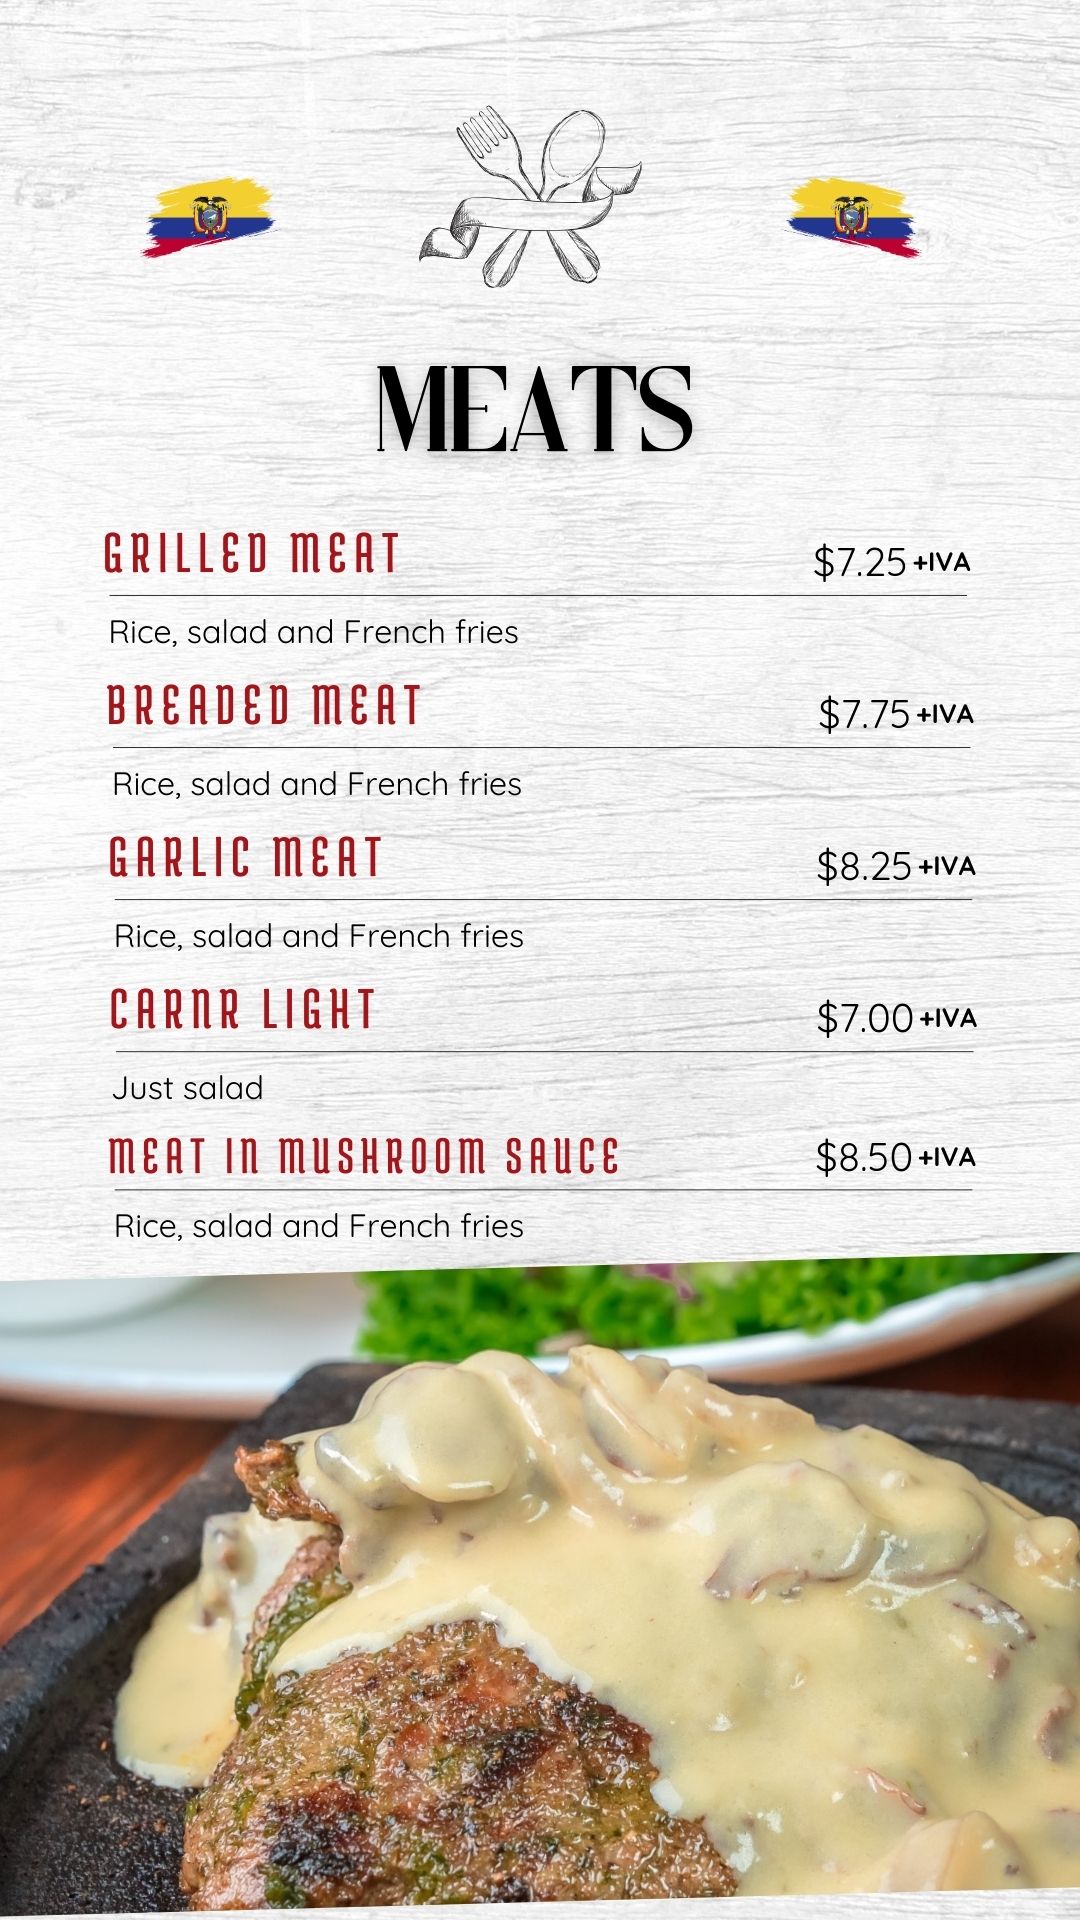 MEATS
GRILLED MEAT $7.25 +IVA
Rice, salad and French fries
BREADED MEAT $7.75 +IVA
Rice, salad and French fries
GARLIC MEAT $8.25 +IVA
Rice, salad and French fries
CARNR LIGHT $7.00 +IVA
Just salad
MEAT IN MUSHROOM SAUCE $8.50 +IVA
Rice, salad and French fries